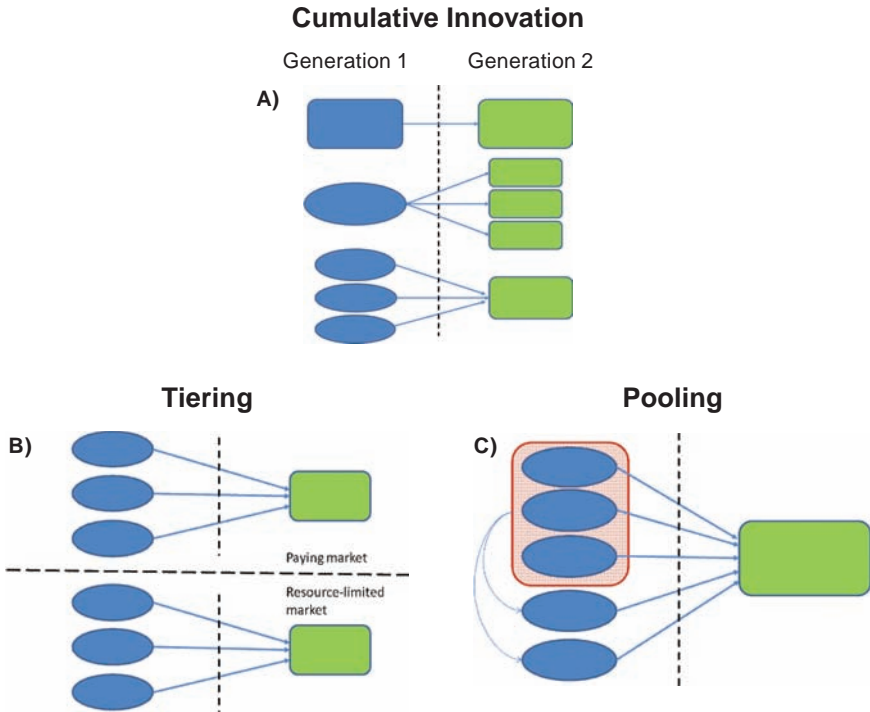 Cumulative Innovation
Generation 1 Generation 2
A)
Tiering
B)
Paying market
Resource-limited
market
Pooling
C)